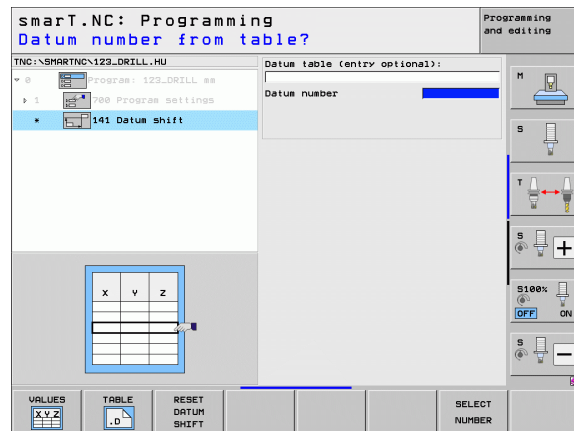 smarT.NC: Programming
Datum number from table?
Programming
and editing
TNC:\SMARTNC\123_DRILL.HU
0 Program: 123_DRILL mm
1 700 Program settings
* 141 Datum shift
Datum table (entry optional):
Datum number
X Y Z
M
S
T
S
+
S100%
OFF ON
S
-
VALUES
XYZ
TABLE
.D
RESET
DATUM
SHIFT
SELECT
NUMBER